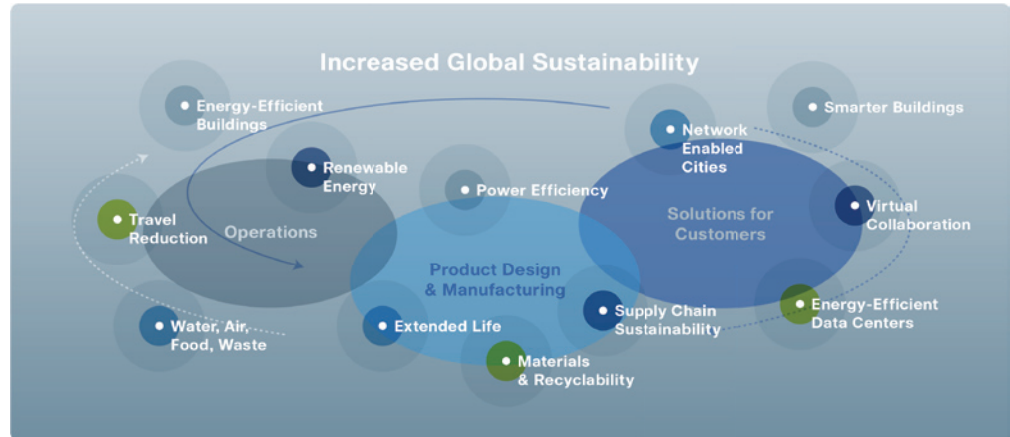 Increased Global Sustainability
Energy-Efficient
Buildings
Smarter Buildings
Network
Enabled
Cities
Renewable
Energy
Power Efficiency
Travel
Reduction
Operations
Solutions for
Customers
Virtual
Collaboration
Product Design
& Manufacturing
Water, Air,
Food, Waste
Extended Life
Supply Chain
Sustainability
Energy-Efficient
Data Centers
Materials
& Recyclability